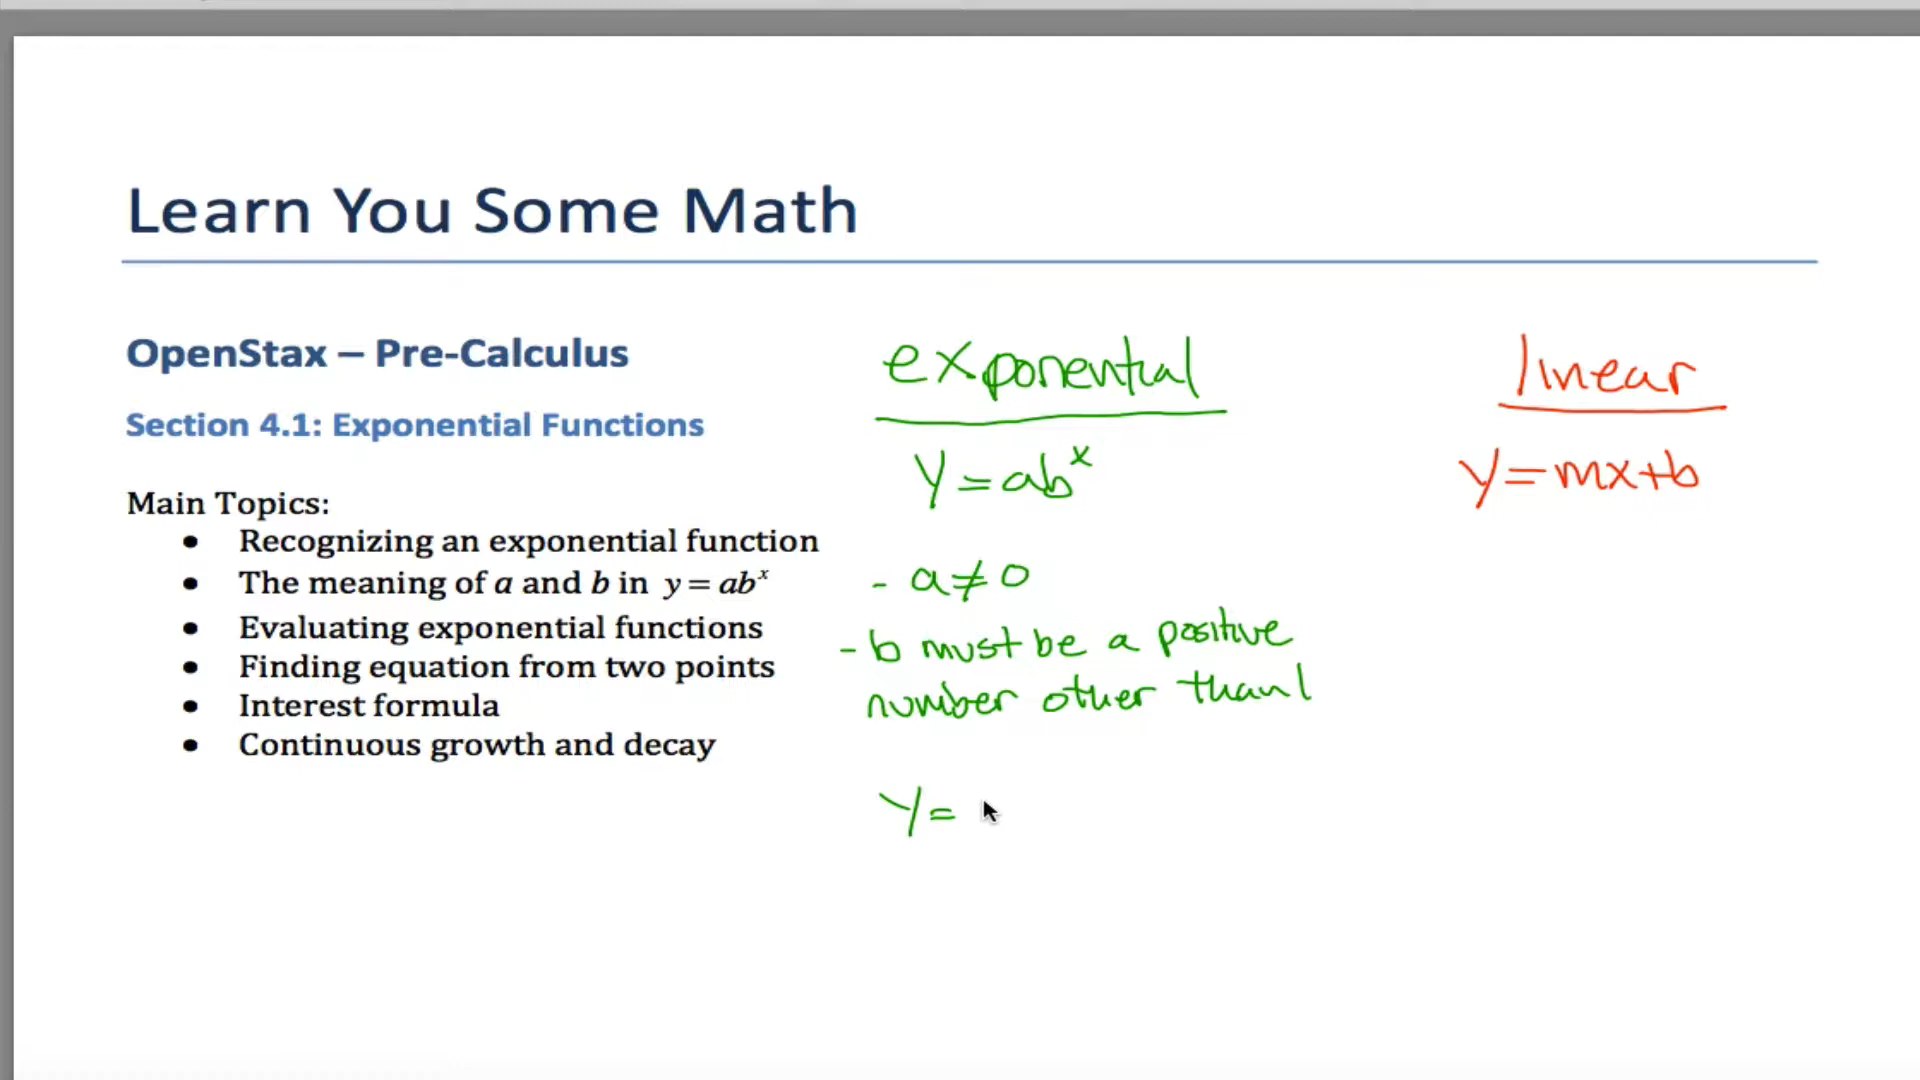 Learn You Some Math
OpenStax – Pre-Calculus
Section 4.1: Exponential Functions
Main Topics:
• Recognizing an exponential function
• The meaning of a and b in y = abˣ
• Evaluating exponential functions
• Finding equation from two points
• Interest formula
• Continuous growth and decay
exponential
y = abˣ
- a ≠ 0
- b must be a positive
number other than 1
y =
linear
y = mx+b